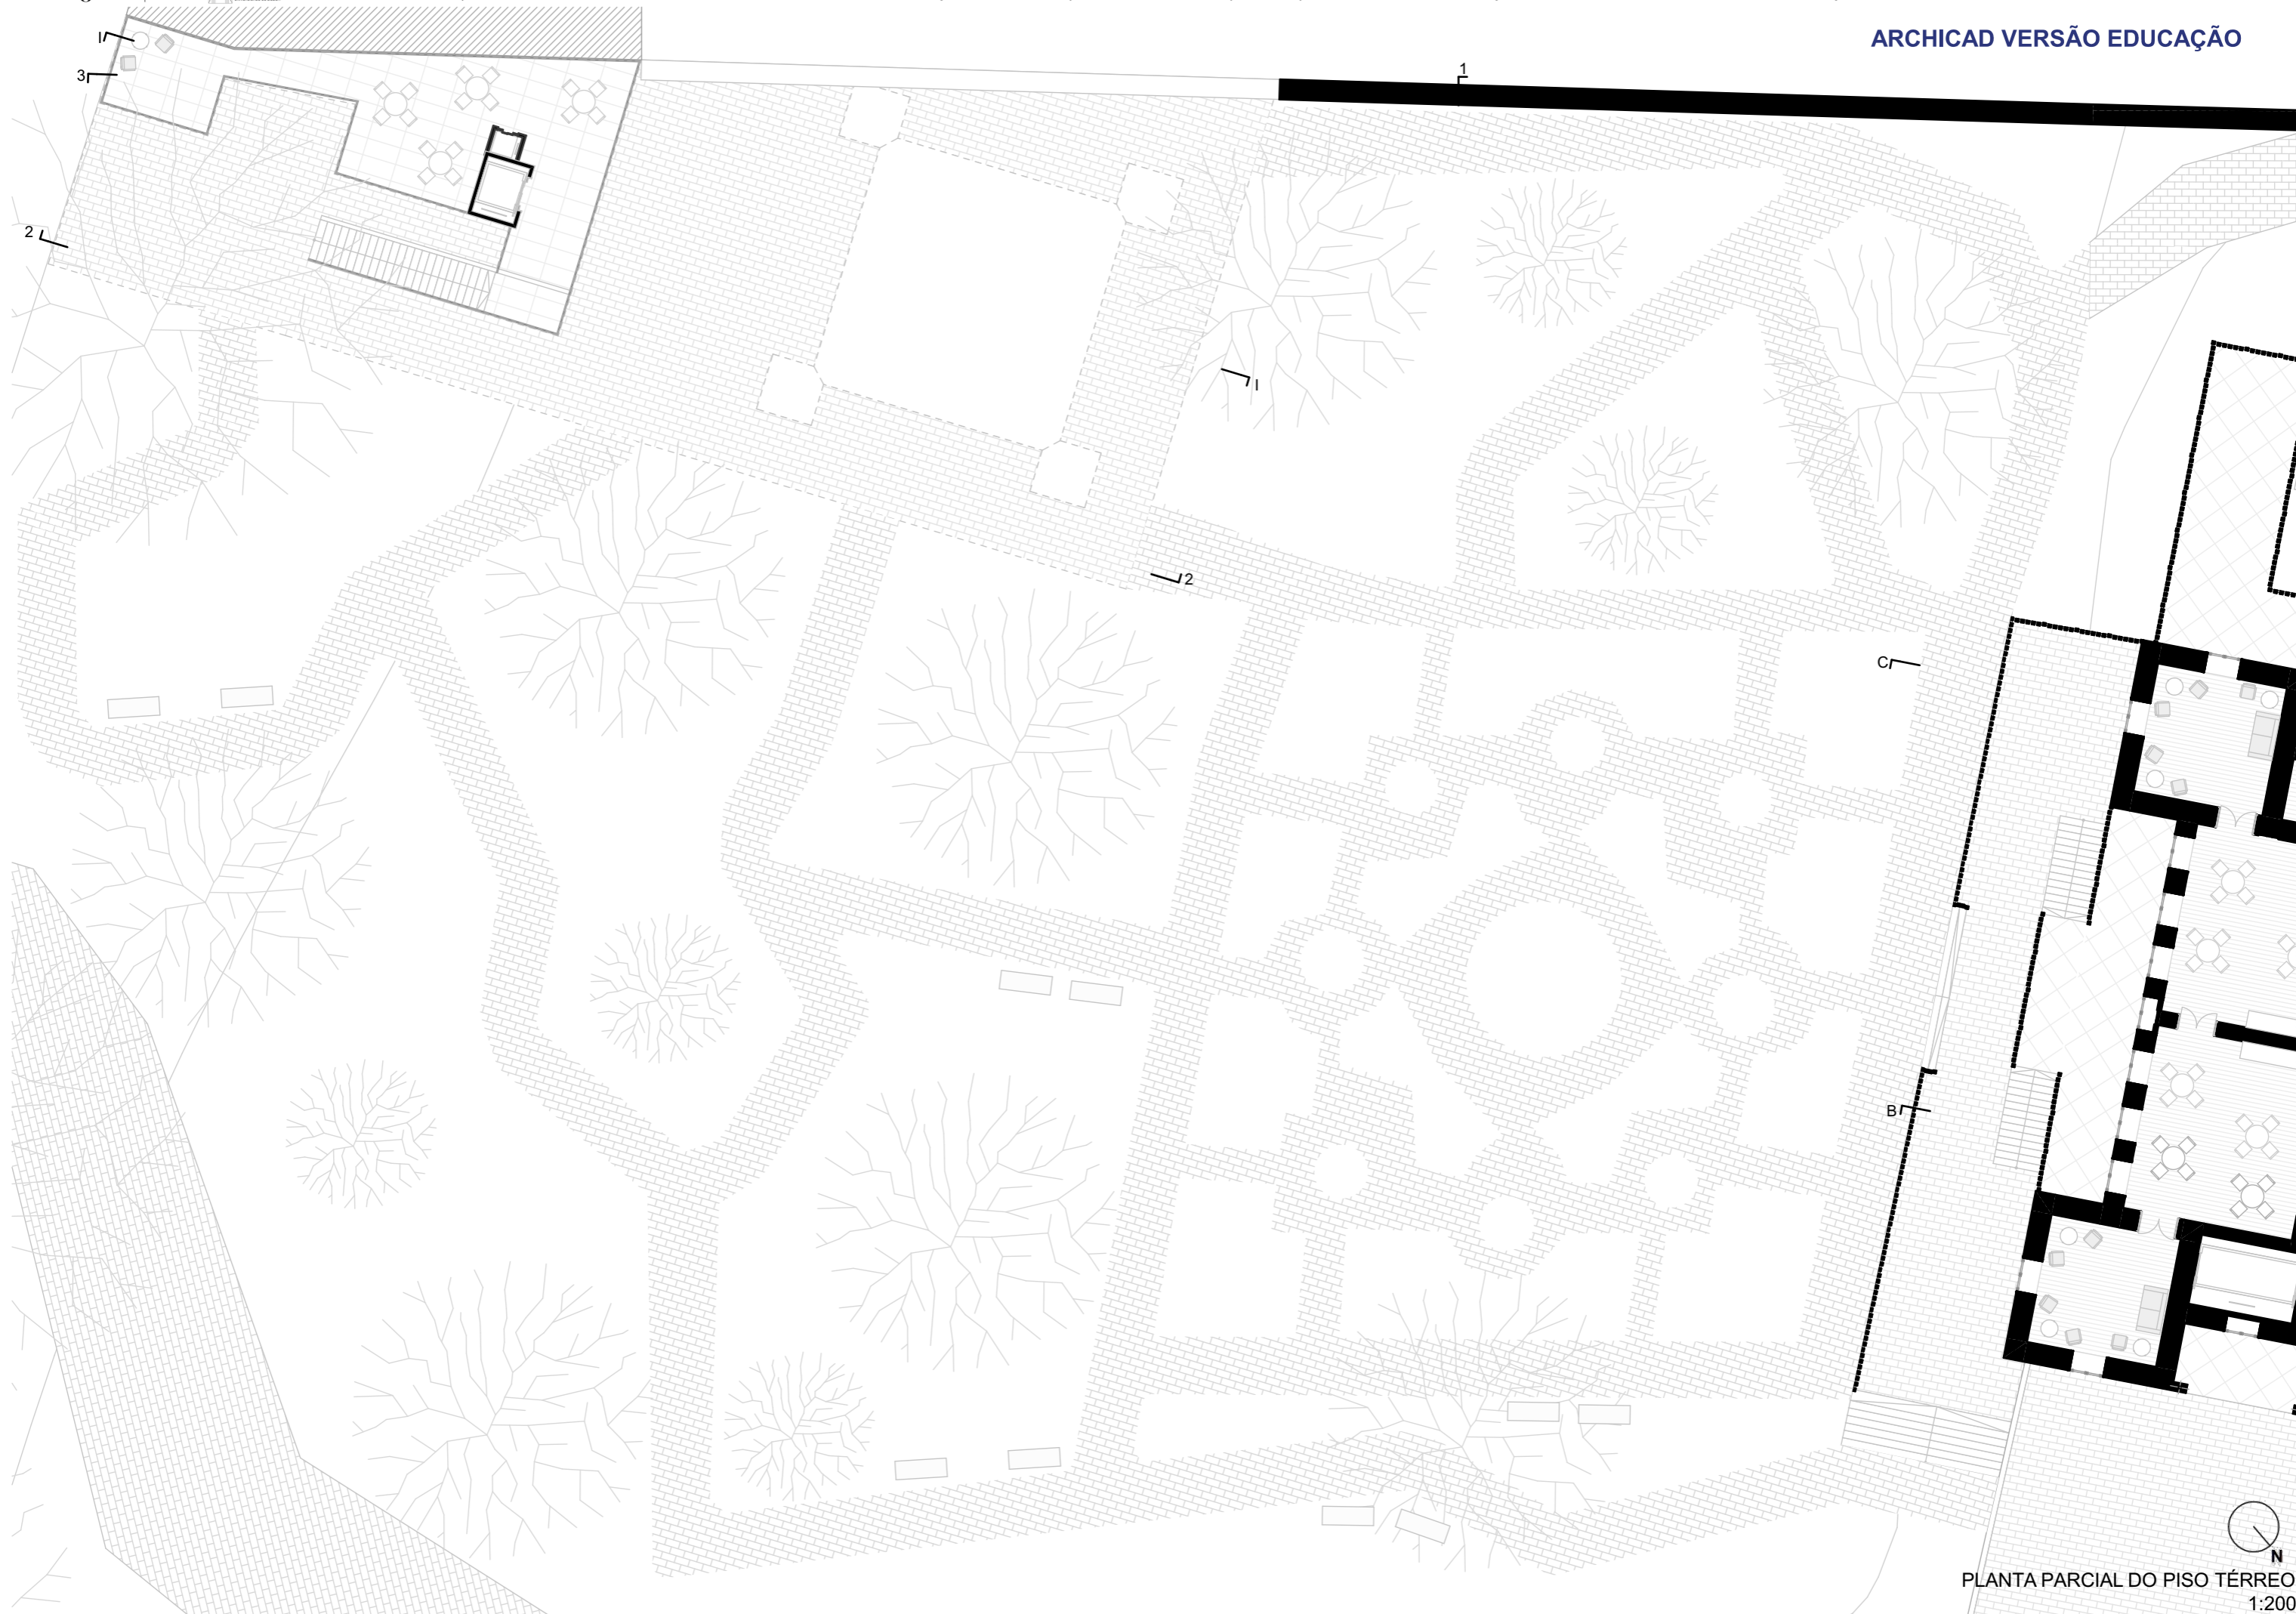 ARCHICAD VERSÃO EDUCAÇÃO
I
1
3
2
I
2
C
B
N
PLANTA PARCIAL DO PISO TÉRREO
1:200